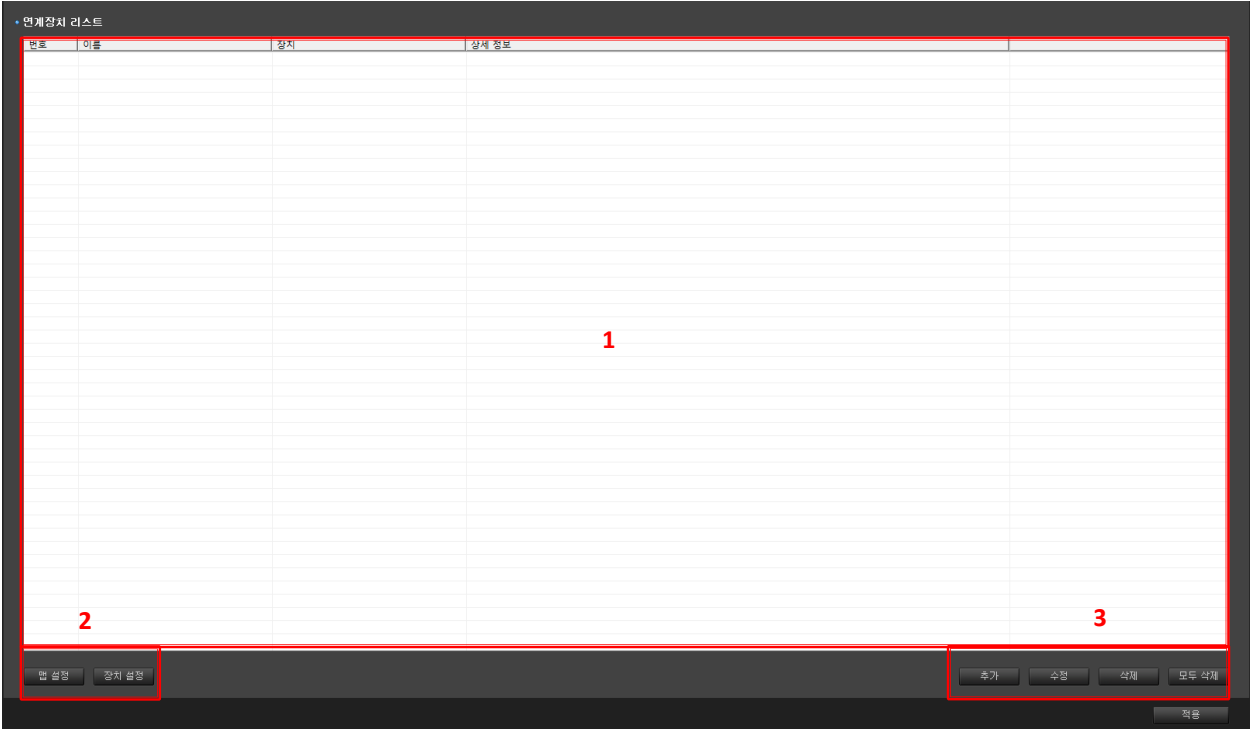 연계장치 리스트
번호 이름 장치 상세 정보
1
2 3
맵 설정 장치 설정 추가 수정 삭제 모두 삭제
적용